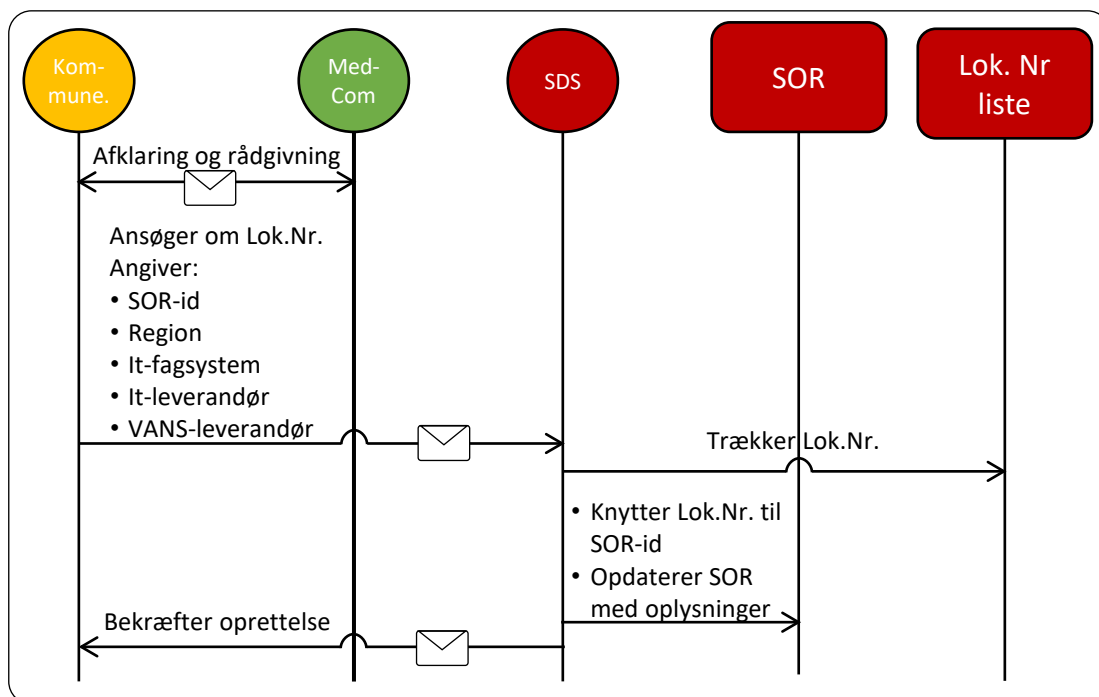 Kom-
mune.
Med-
Com
SDS
SOR
Lok. Nr
liste
Afklaring og rådgivning
Ansøger om Lok.Nr.
Angiver:
• SOR-id
• Region
• It-fagsystem
• It-leverandør
• VANS-leverandør
Trækker Lok.Nr.
• Knytter Lok.Nr. til
SOR-id
• Opdaterer SOR
med oplysninger
Bekræfter oprettelse